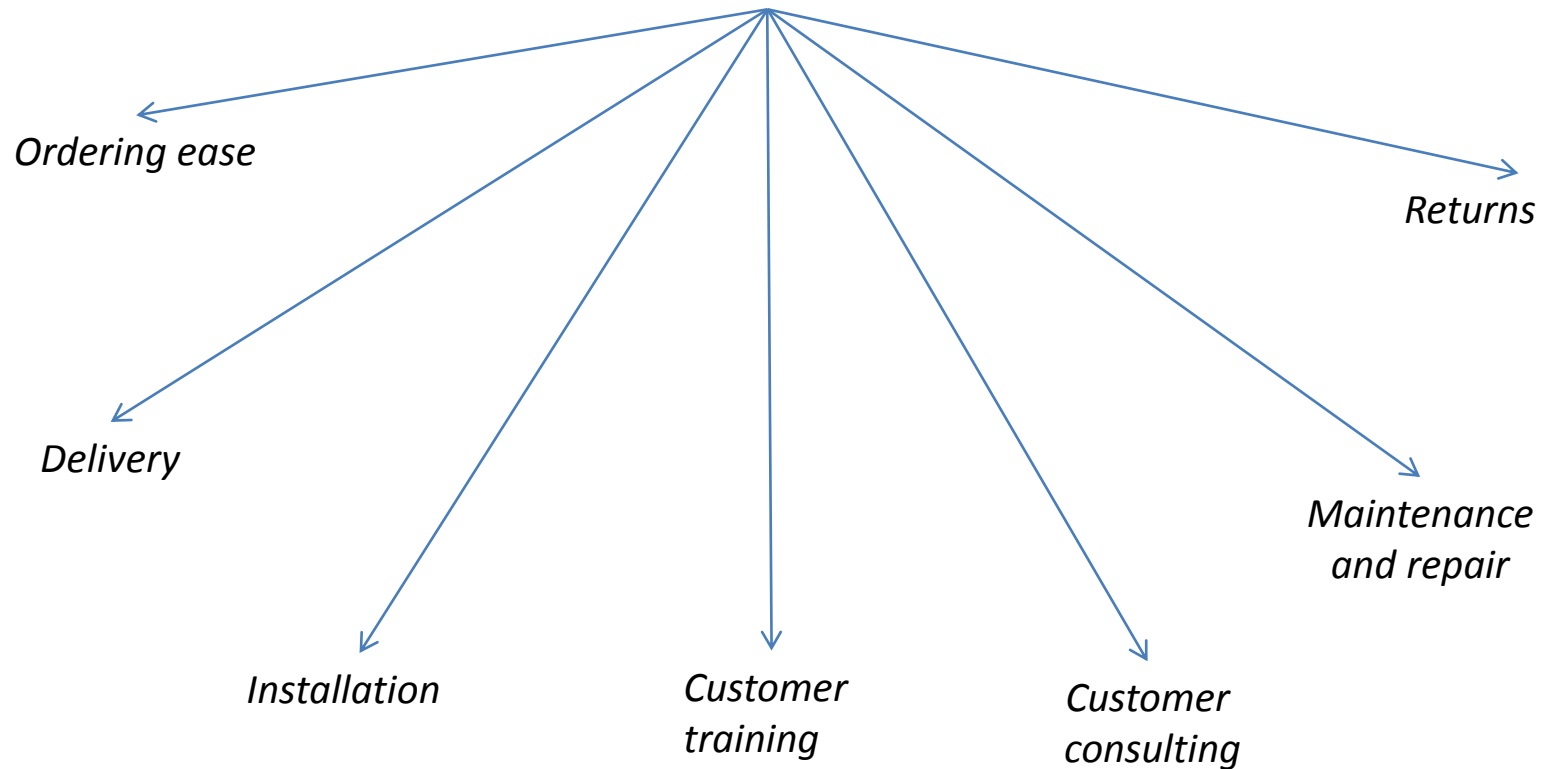 Ordering ease
Returns
Delivery
Maintenance
and repair
Installation
Customer
training
Customer
consulting